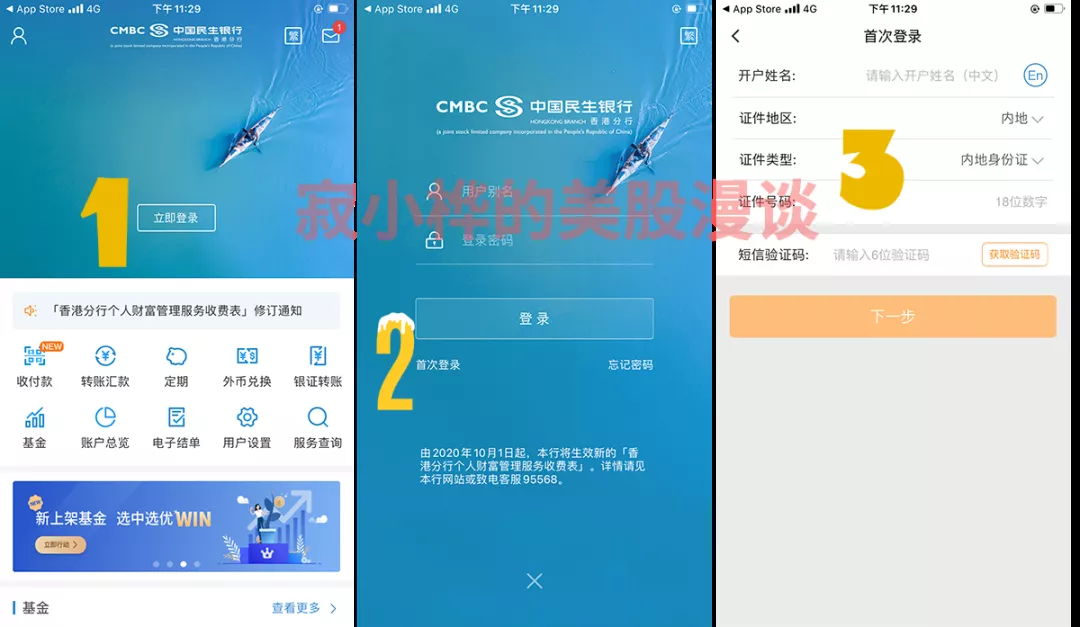 App Store 4G 下午11:29
CMBC 中国民生银行
HONGKONG BRANCH 香港分行
(a joint stock limited company incorporated in the People's Republic of China)
繁
1
1
立即登录
「香港分行个人财富管理服务收费表」修订通知
NEW
收付款 转账汇款 定期 外币兑换 银证转账
基金 账户总览 电子结单 用户设置 服务查询
NEW
新上架基金 选中选优WIN
立即行动
基金 查看更多
App Store 4G 下午11:29
繁
CMBC 中国民生银行
HONGKONG BRANCH 香港分行
(a joint stock limited company incorporated in the People's Republic of China)
用户别名
登录密码
寂小桦的美股漫谈
登录
2
首次登录 忘记密码
由2020年10月1日起,本行将生效新的「香
港分行个人财富管理服务收费表」。详情请见
本行网站或致电客服95568。
App Store 4G 下午11:29
首次登录
开户姓名: 请输入开户姓名(中文) En
证件地区: 内地
3
证件类型: 内地身份证
证件号码: 18位数字
短信验证码: 请输入6位验证码 获取验证码
下一步